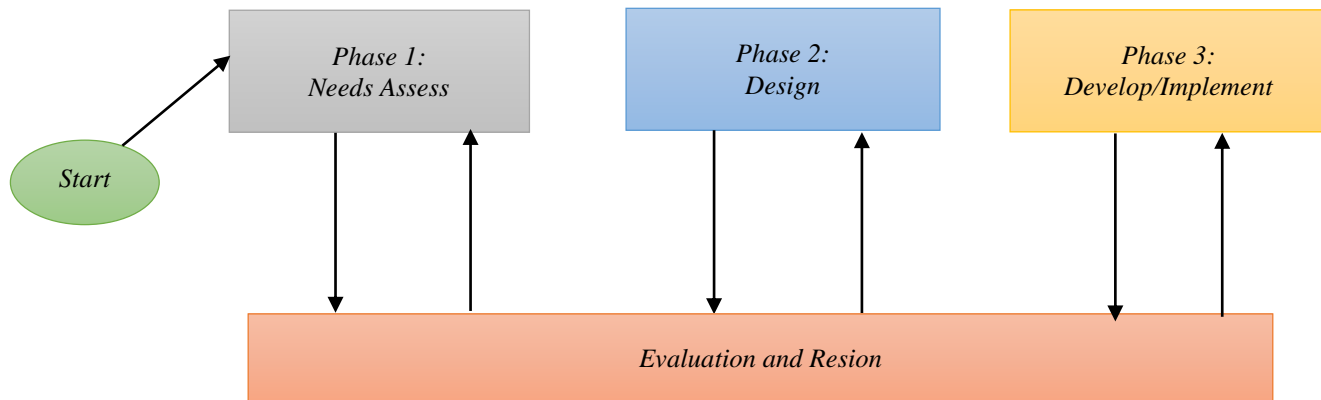 Phase 1:
Needs Assess
Phase 2:
Design
Phase 3:
Develop/Implement
Start
Evaluation and Resion